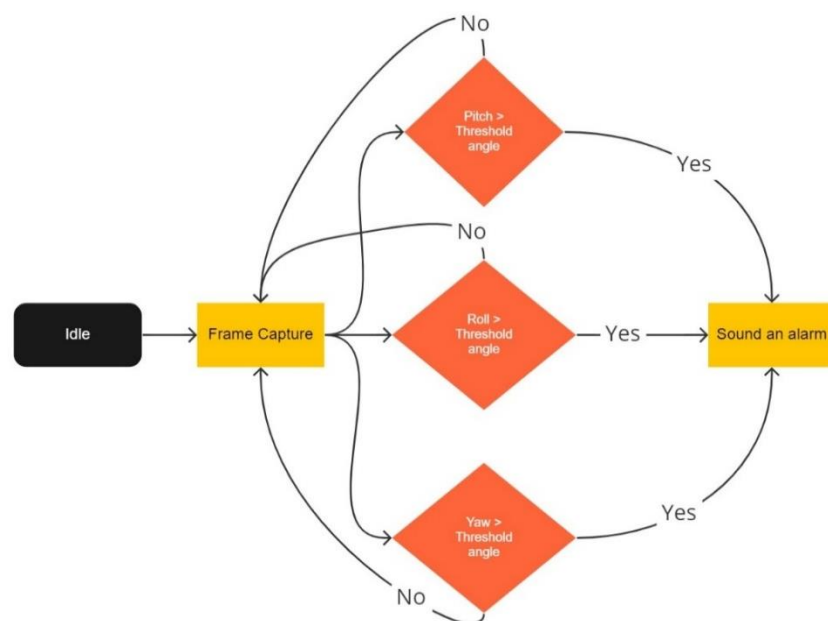 No
Pitch >
Threshold
angle
Yes
No
Idle
Frame Capture
Roll >
Threshold
angle
Yes
Sound an alarm
Yaw >
Threshold
angle
Yes
No